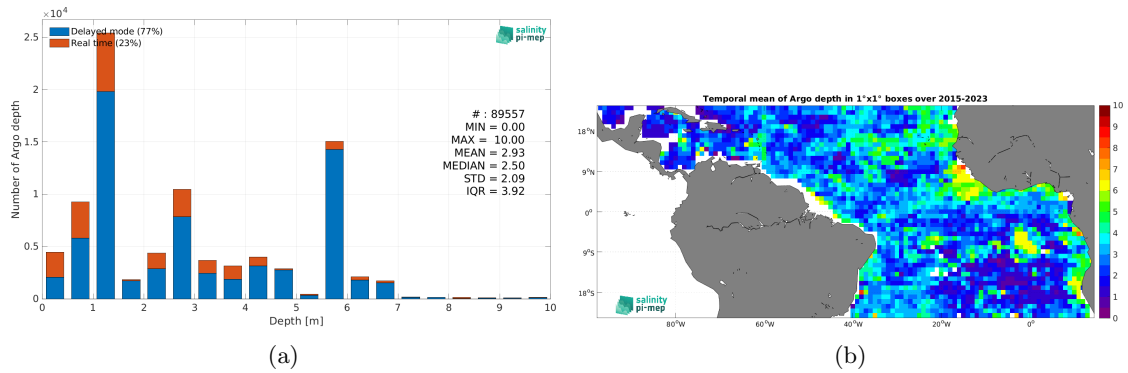 ×10⁴
Delayed mode (77%)
Real time (23%)
salinity
pi-mep
# : 89557
MIN = 0.00
MAX = 10.00
MEAN = 2.93
MEDIAN = 2.50
STD = 2.09
IQR = 3.92
Number of Argo depth
2.5
2
1.5
1
0.5
0
0 1 2 3 4 5 6 7 8 9 10
Depth [m]
(a)
Temporal mean of Argo depth in 1°x1° boxes over 2015-2023
18°N
9°N
0°
9°S
18°S
80°W 60°W 40°W 20°W 0°
salinity
pi-mep
10
9
8
7
6
5
4
3
2
1
0
(b)